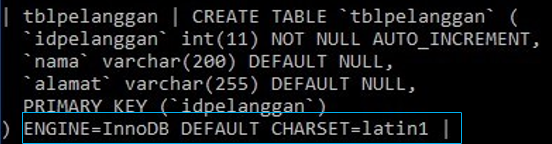 | tblpelanggan | CREATE TABLE `tblpelanggan` (
`idpelanggan` int(11) NOT NULL AUTO_INCREMENT,
`nama` varchar(200) DEFAULT NULL,
`alamat` varchar(255) DEFAULT NULL,
PRIMARY KEY (`idpelanggan`)
) ENGINE=InnoDB DEFAULT CHARSET=latin1 |